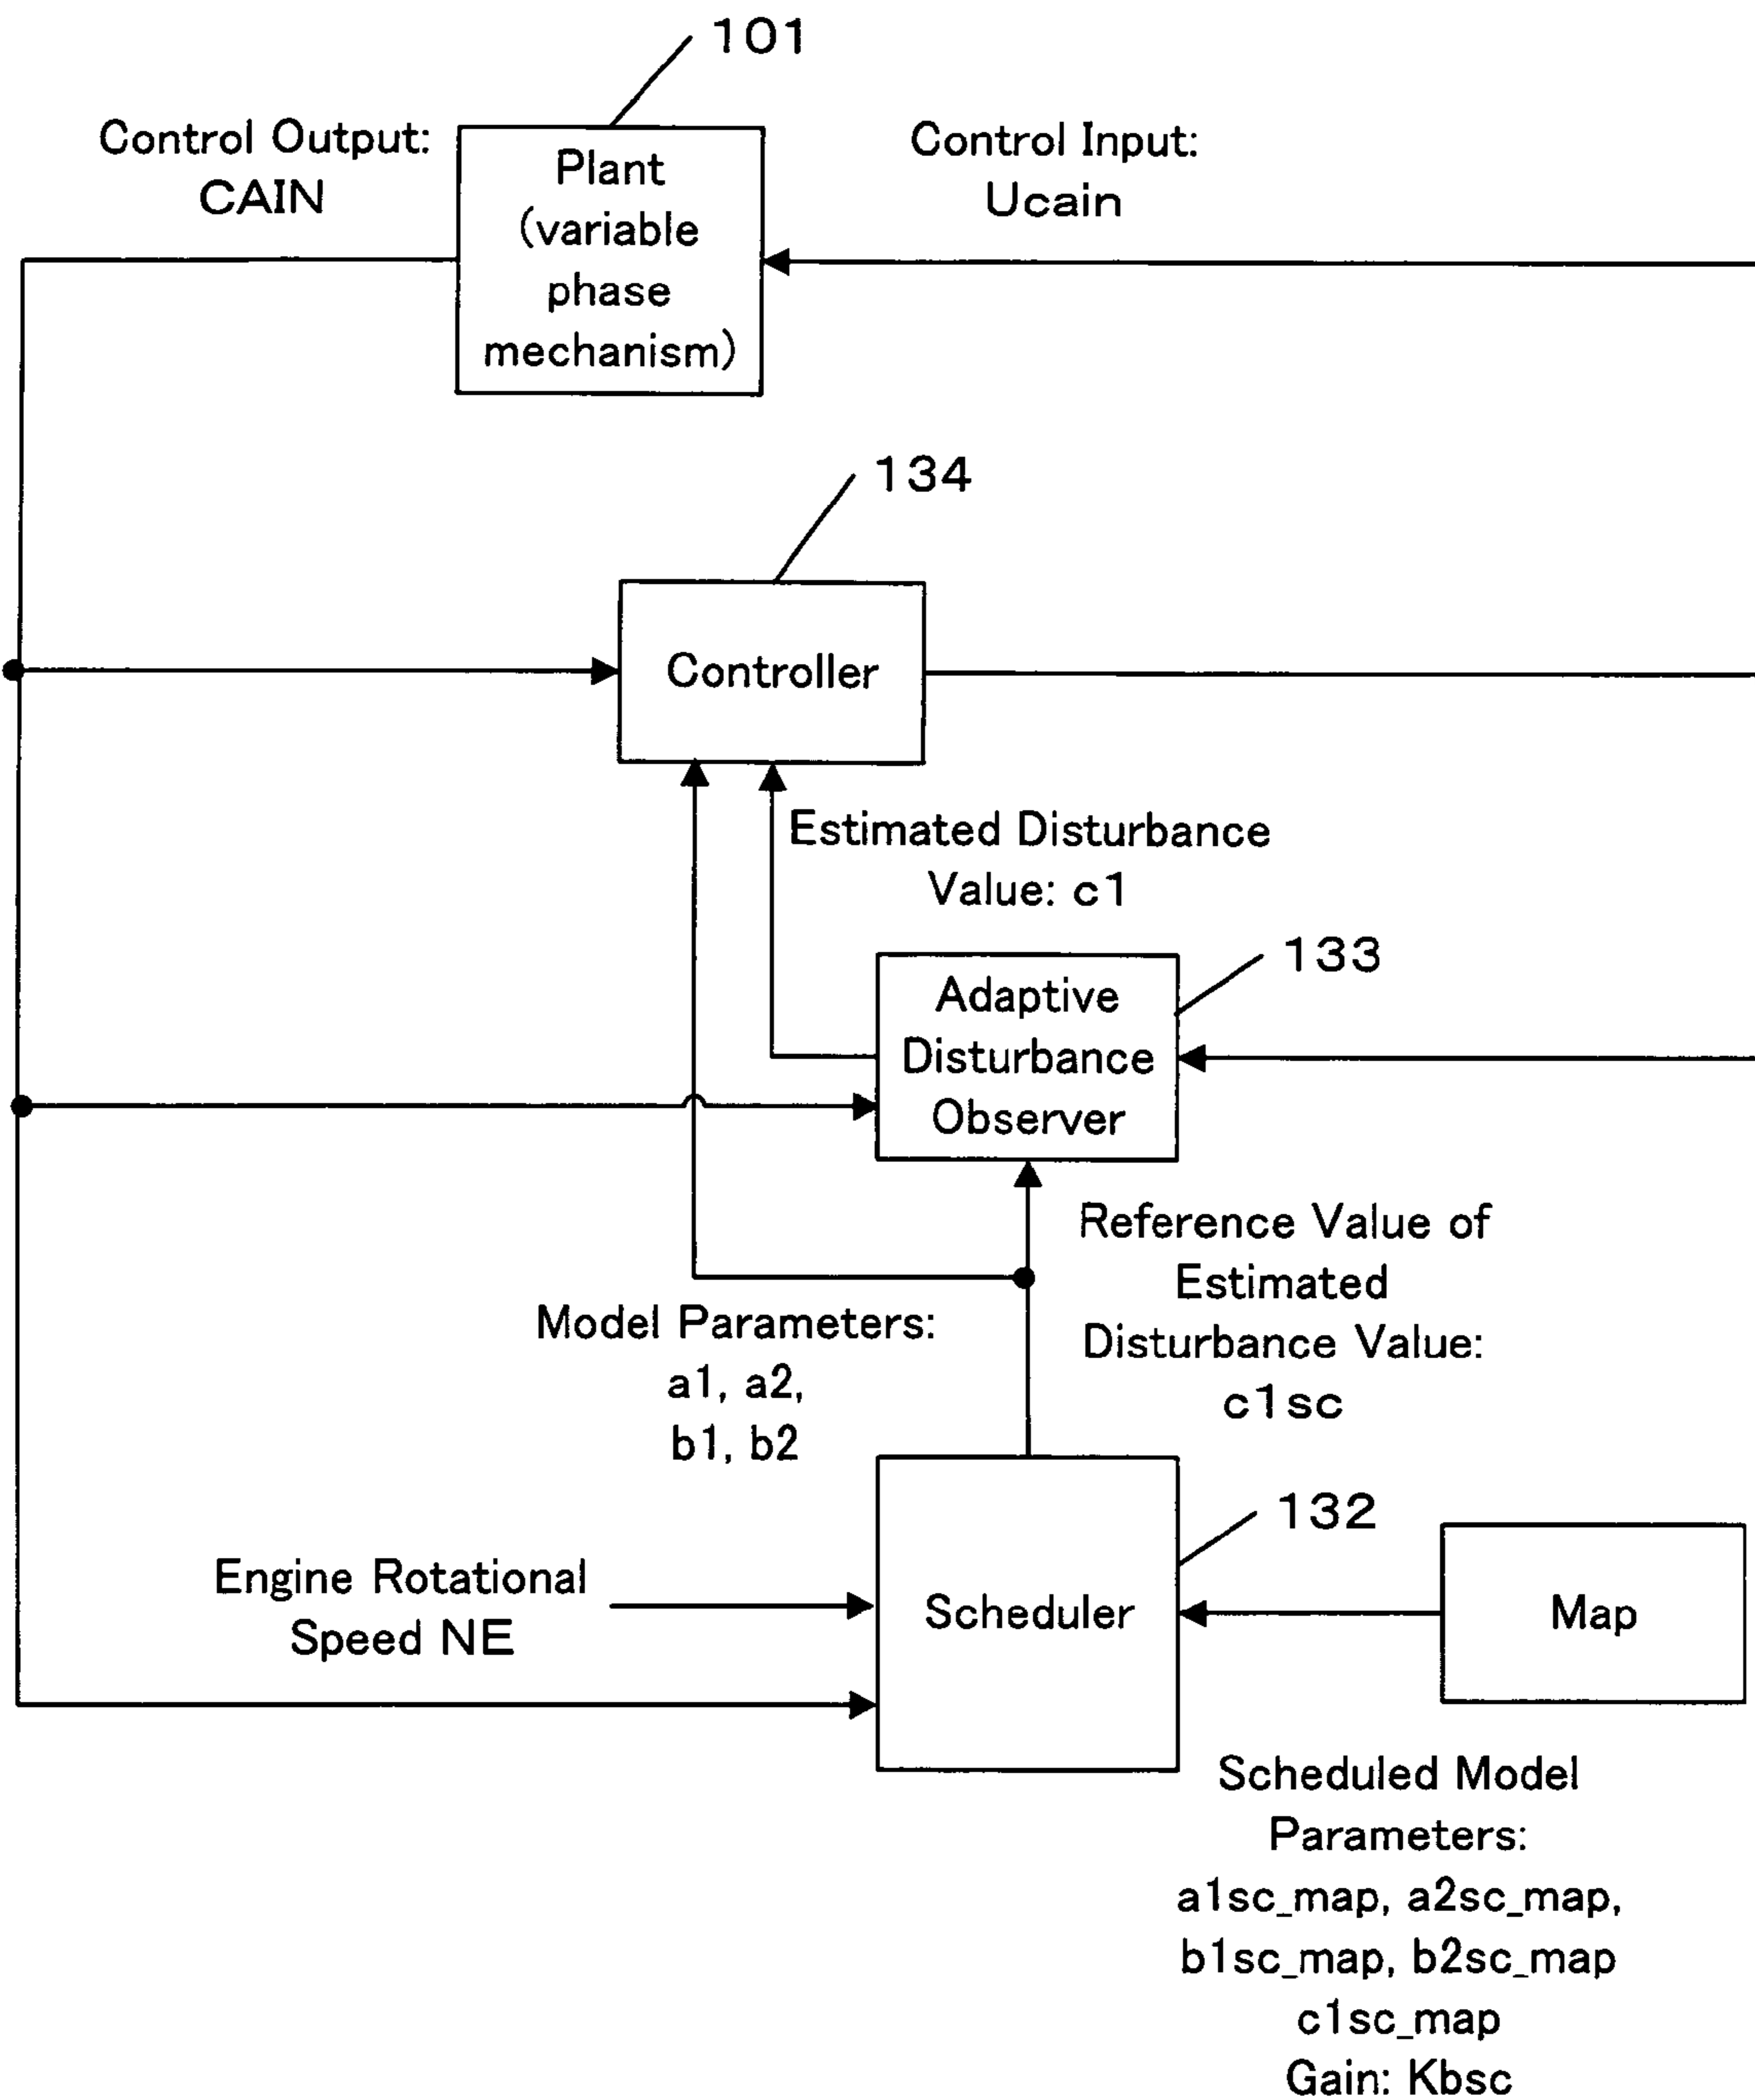 101
Control Output:
CAIN
Plant
(variable
phase
mechanism)
Control Input:
Ucain
134
Controller
Estimated Disturbance
Value: c1
133
Adaptive
Disturbance
Observer
Reference Value of
Estimated
Disturbance Value:
c1sc
Model Parameters:
a1, a2,
b1, b2
132
Engine Rotational
Speed NE
Scheduler
Map
Scheduled Model
Parameters:
a1sc_map, a2sc_map,
b1sc_map, b2sc_map
c1sc_map
Gain: Kbsc